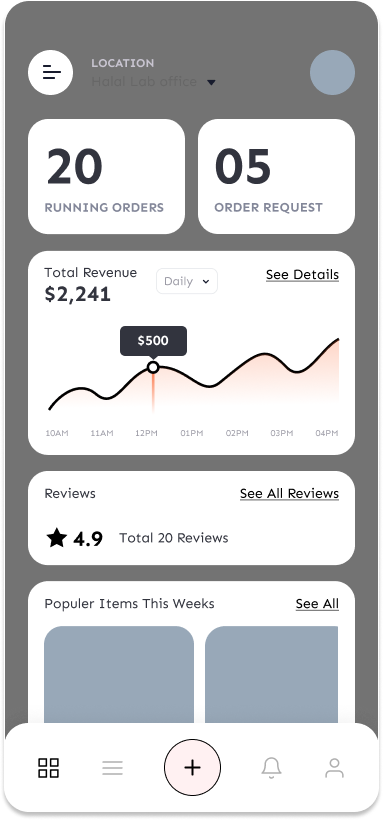 LOCATION
Halal Lab office
20
RUNNING ORDERS
05
ORDER REQUEST
Total Revenue
Daily
See Details
$2,241
$500
10AM 11AM 12PM 01PM 02PM 03PM 04PM
Reviews
See All Reviews
4.9 Total 20 Reviews
Populer Items This Weeks
See All